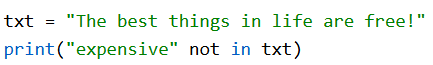 txt = "The best things in life are free!"
print("expensive" not in txt)